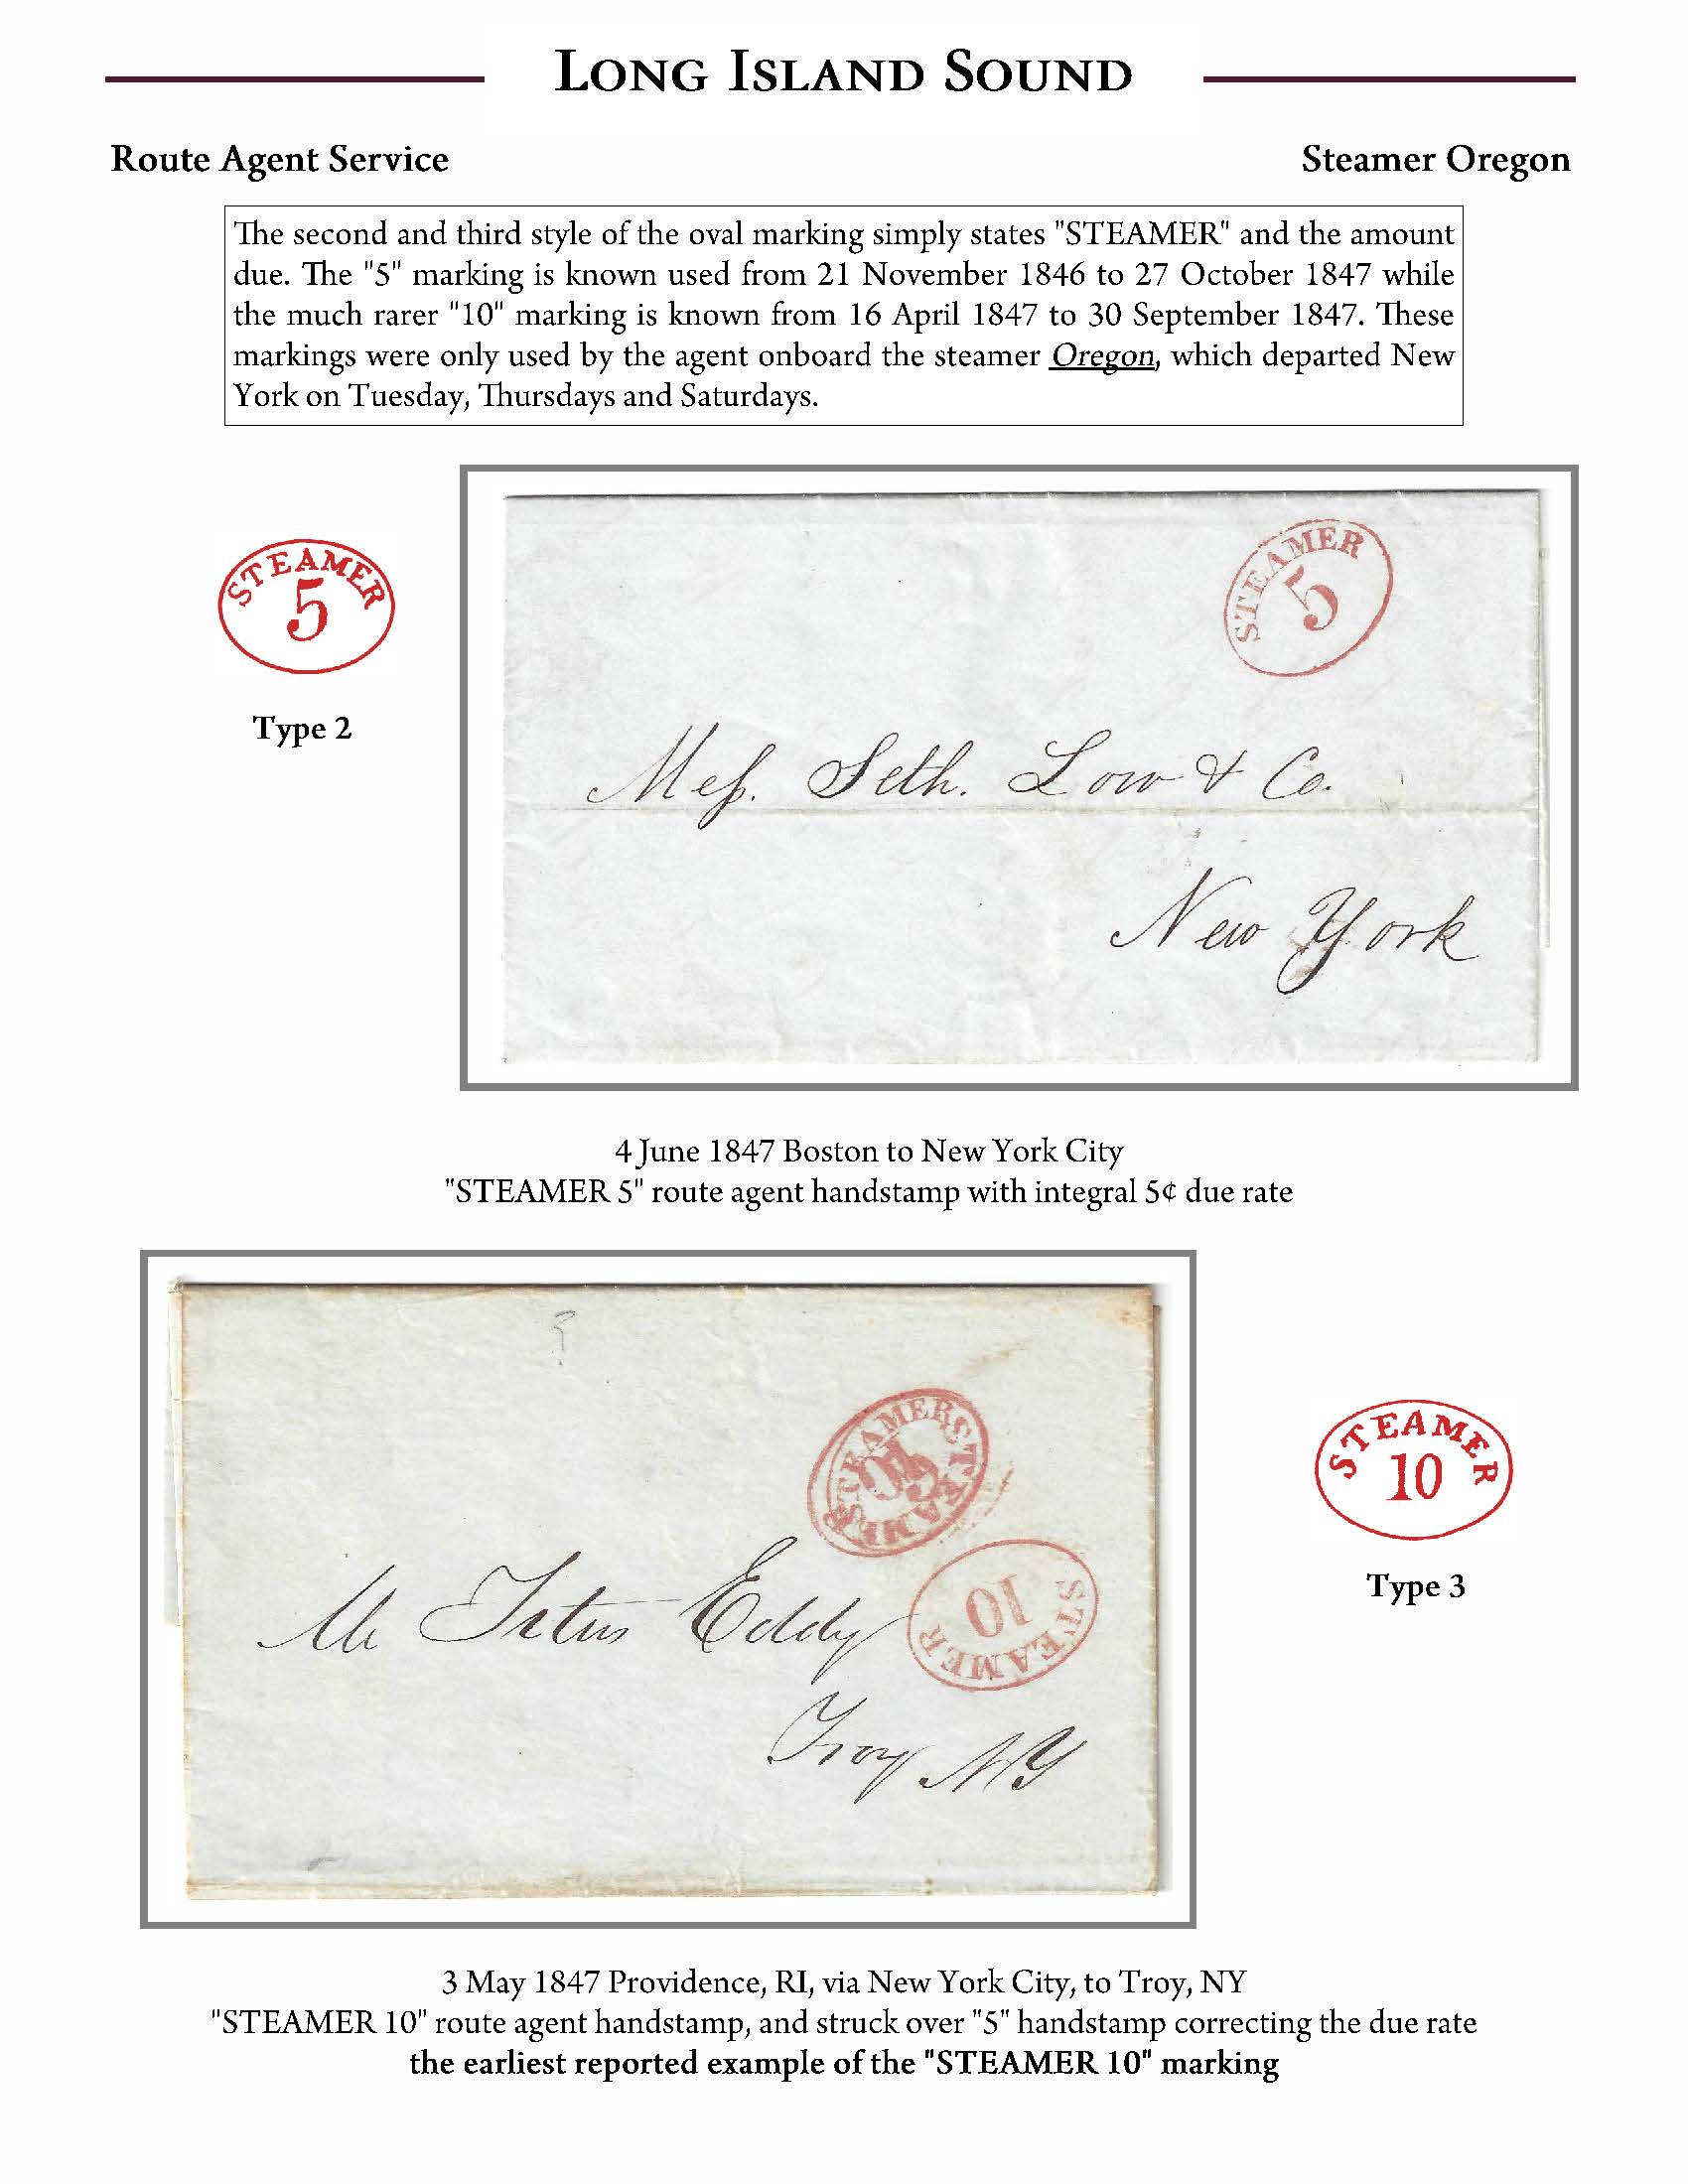 LONG ISLAND SOUND
Route Agent Service
Steamer Oregon
The second and third style of the oval marking simply states "STEAMER" and the amount
due. The "5" marking is known used from 21 November 1846 to 27 October 1847 while
the much rarer "10" marking is known from 16 April 1847 to 30 September 1847. These
markings were only used by the agent onboard the steamer Oregon, which departed New
York on Tuesday, Thursdays and Saturdays.
STEAMER
5
Type 2
STEAMER
5
Meſs. Seth. Low & Co.
New York
4 June 1847 Boston to New York City
"STEAMER 5" route agent handstamp with integral 5¢ due rate
STEAMER
STEAMER
10
STEAMER
10
Type 3
Mr Titus Eddy
Troy NY
3 May 1847 Providence, RI, via New York City, to Troy, NY
"STEAMER 10" route agent handstamp, and struck over "5" handstamp correcting the due rate
the earliest reported example of the "STEAMER 10" marking